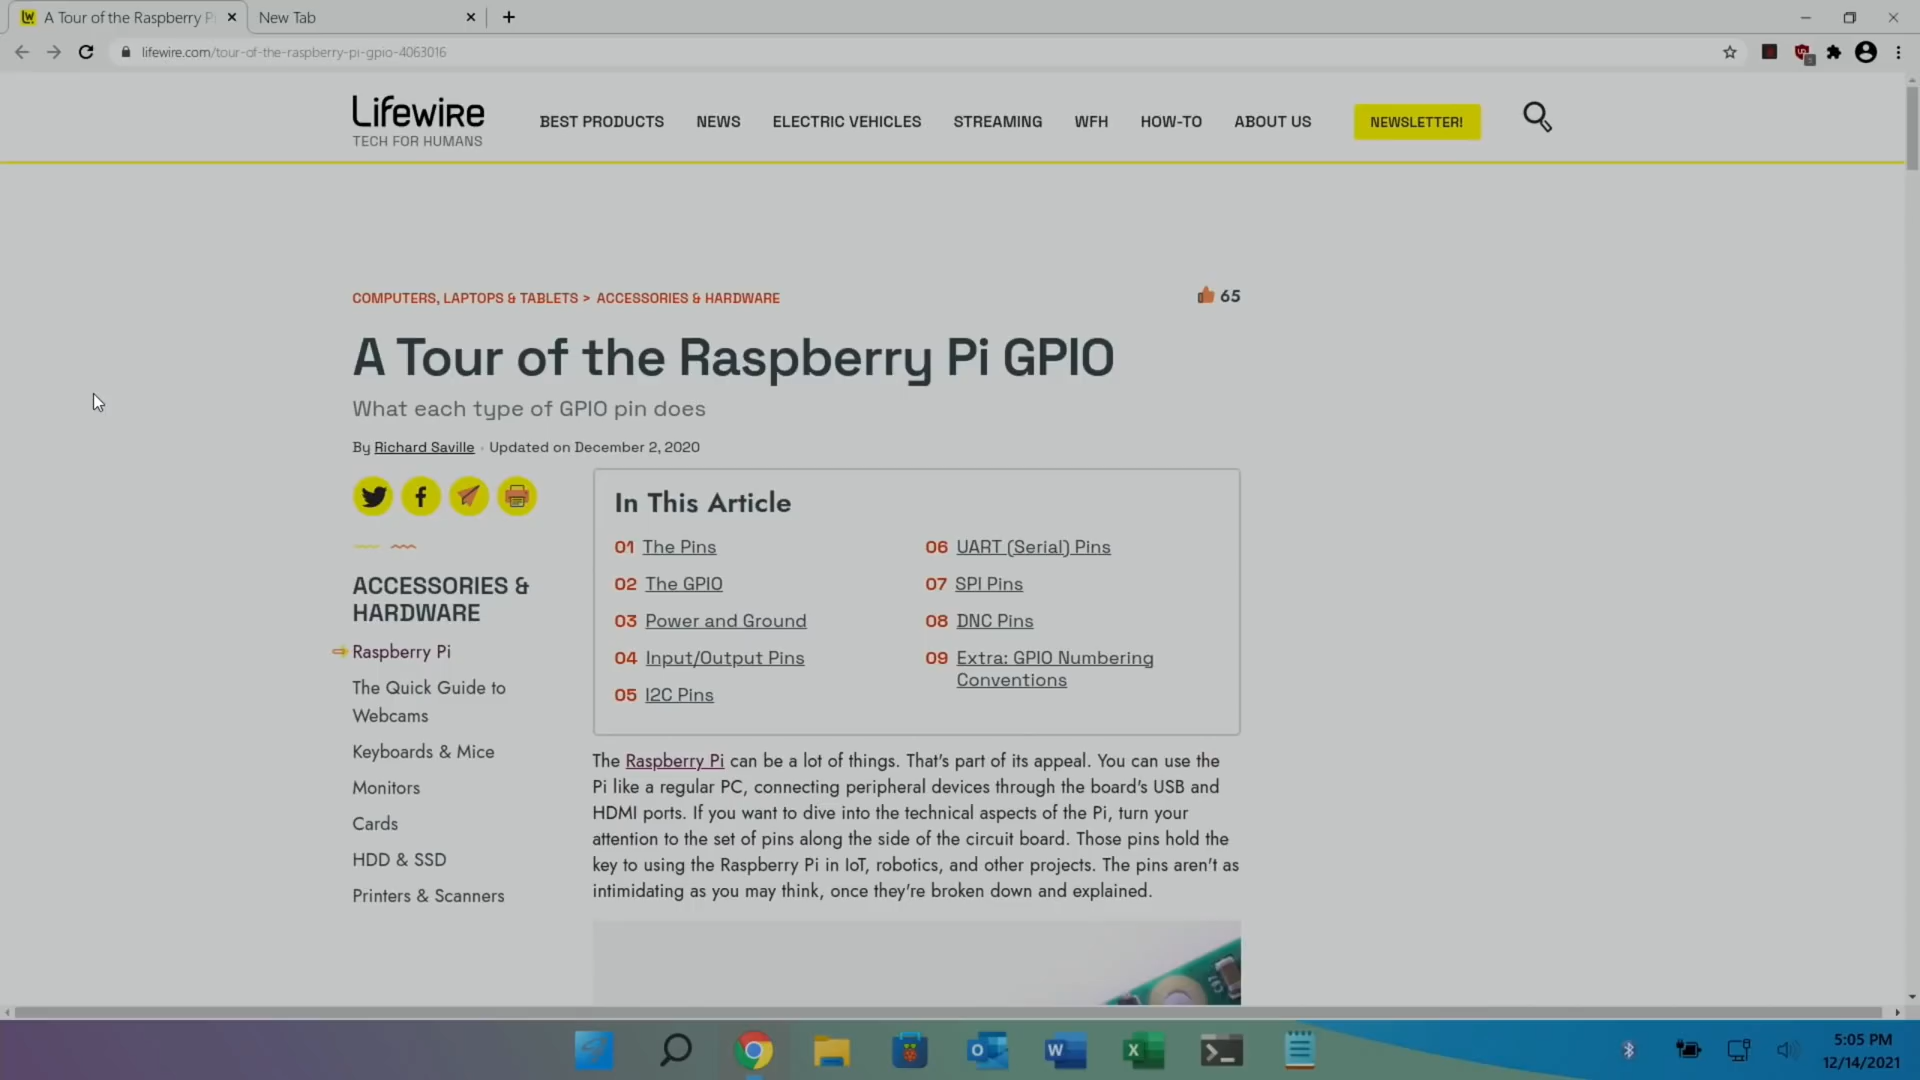 A Tour of the Raspberry P
New Tab
lifewire.com/tour-of-the-raspberry-pi-gpio-4063016
Lifewire
TECH FOR HUMANS
BEST PRODUCTS
NEWS
ELECTRIC VEHICLES
STREAMING
WFH
HOW-TO
ABOUT US
NEWSLETTER!
COMPUTERS, LAPTOPS & TABLETS > ACCESSORIES & HARDWARE
65
A Tour of the Raspberry Pi GPIO
What each type of GPIO pin does
By Richard Saville · Updated on December 2, 2020
ACCESSORIES &
HARDWARE
Raspberry Pi
The Quick Guide to
Webcams
Keyboards & Mice
Monitors
Cards
HDD & SSD
Printers & Scanners
In This Article
01 The Pins
02 The GPIO
03 Power and Ground
04 Input/Output Pins
05 I2C Pins
06 UART (Serial) Pins
07 SPI Pins
08 DNC Pins
09 Extra: GPIO Numbering
Conventions
The Raspberry Pi can be a lot of things. That's part of its appeal. You can use the
Pi like a regular PC, connecting peripheral devices through the board's USB and
HDMI ports. If you want to dive into the technical aspects of the Pi, turn your
attention to the set of pins along the side of the circuit board. Those pins hold the
key to using the Raspberry Pi in IoT, robotics, and other projects. The pins aren't as
intimidating as you may think, once they're broken down and explained.
5:05 PM
12/14/2021